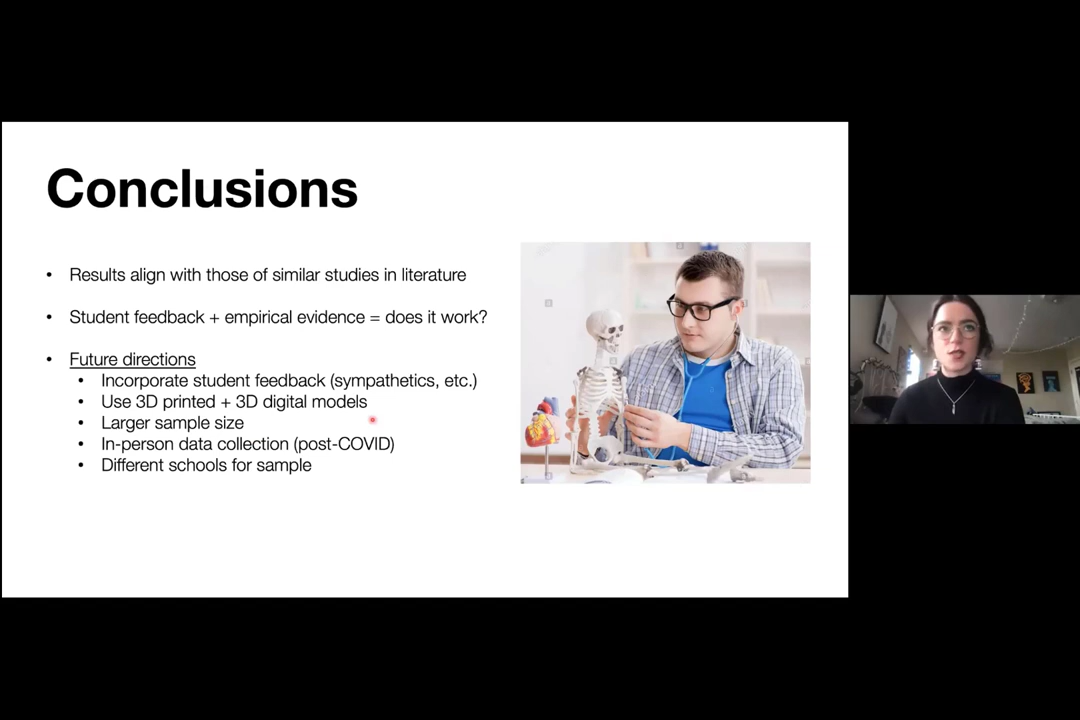 Conclusions
• Results align with those of similar studies in literature
• Student feedback + empirical evidence = does it work?
• Future directions
• Incorporate student feedback (sympathetics, etc.)
• Use 3D printed + 3D digital models
• Larger sample size
• In-person data collection (post-COVID)
• Different schools for sample